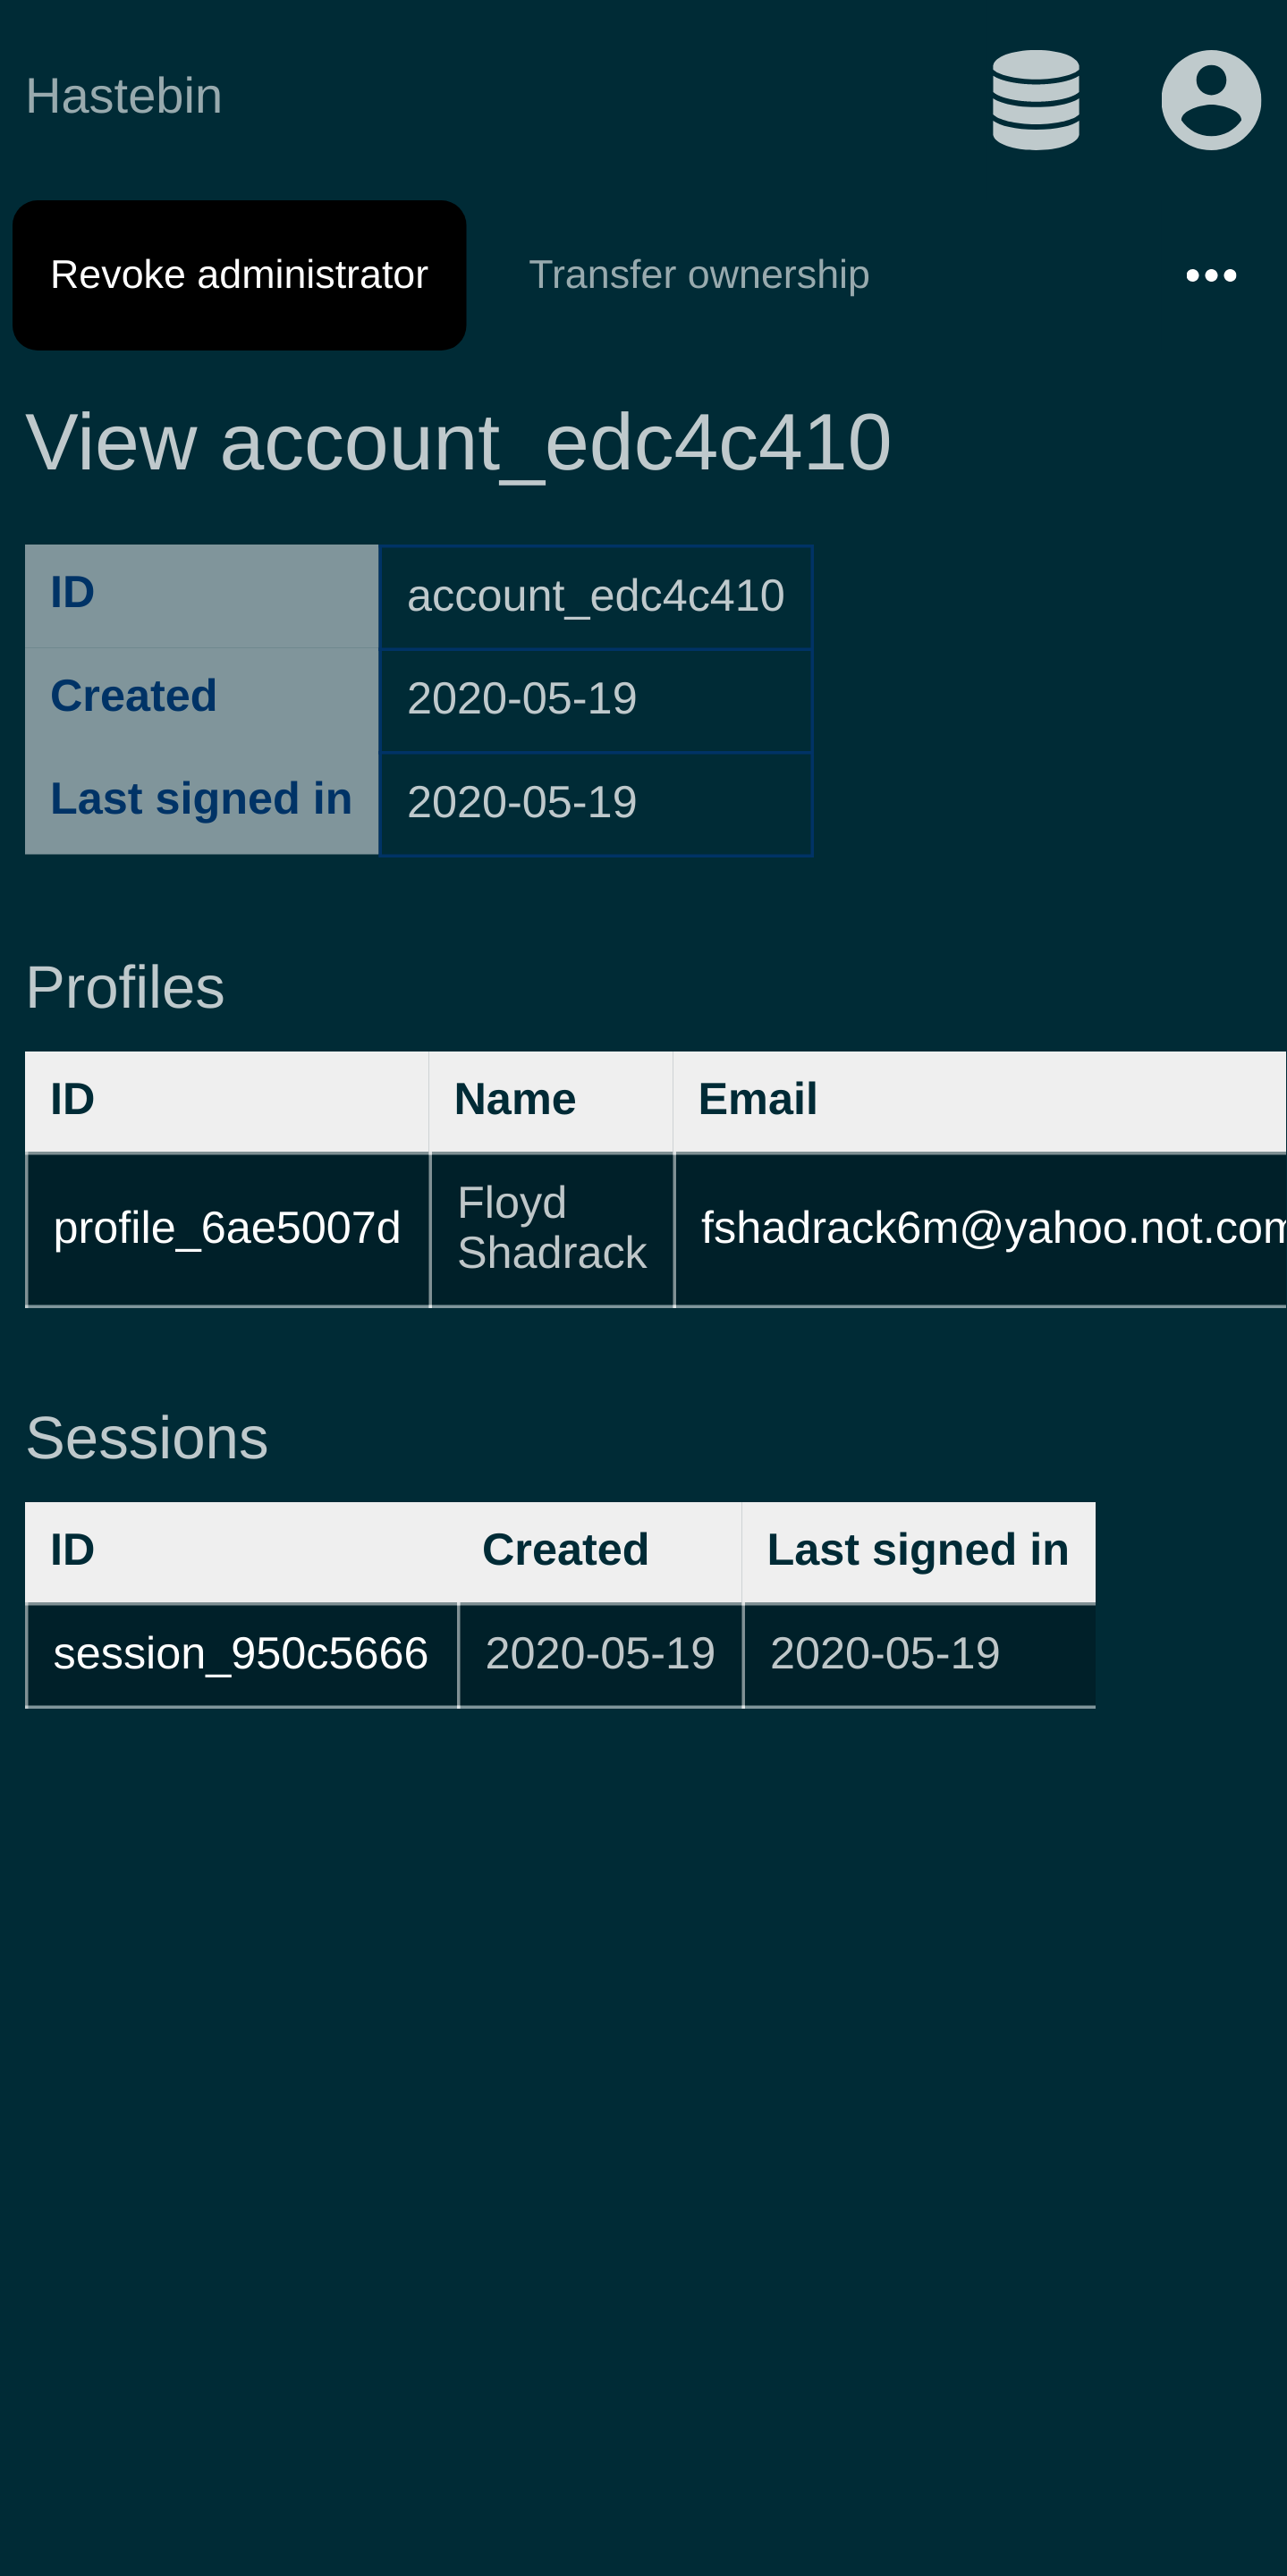 Hastebin
Revoke administrator Transfer ownership
View account_edc4c410
ID account_edc4c410
Created 2020-05-19
Last signed in 2020-05-19
Profiles
ID Name Email
profile_6ae5007d Floyd Shadrack fshadrack6m@yahoo.not.com
Sessions
ID Created Last signed in
session_950c5666 2020-05-19 2020-05-19